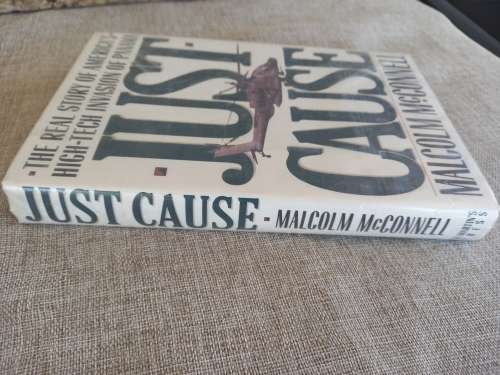 - THE REAL STORY OF AMERICA'S
HIGH-TECH INVASION OF PANAMA
- JUST -
CAUSE
MALCOLM McCONNELL
JUST CAUSE - MALCOLM McCONNELL